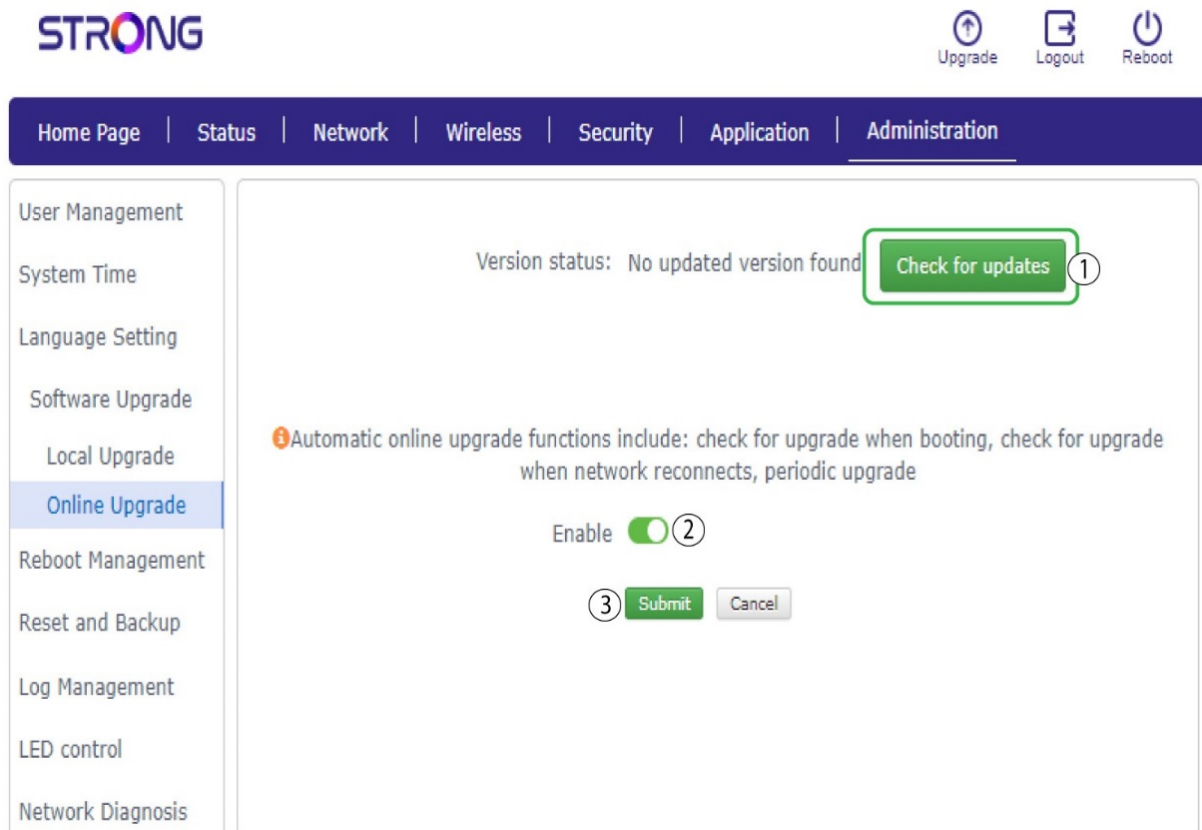 STRONG
Upgrade Logout Reboot
Home Page | Status | Network | Wireless | Security | Application | Administration
User Management
System Time
Language Setting
Software Upgrade
Local Upgrade
Online Upgrade
Reboot Management
Reset and Backup
Log Management
LED control
Network Diagnosis
Version status: No updated version found Check for updates 1
Automatic online upgrade functions include: check for upgrade when booting, check for upgrade
when network reconnects, periodic upgrade
Enable 2
3 Submit Cancel